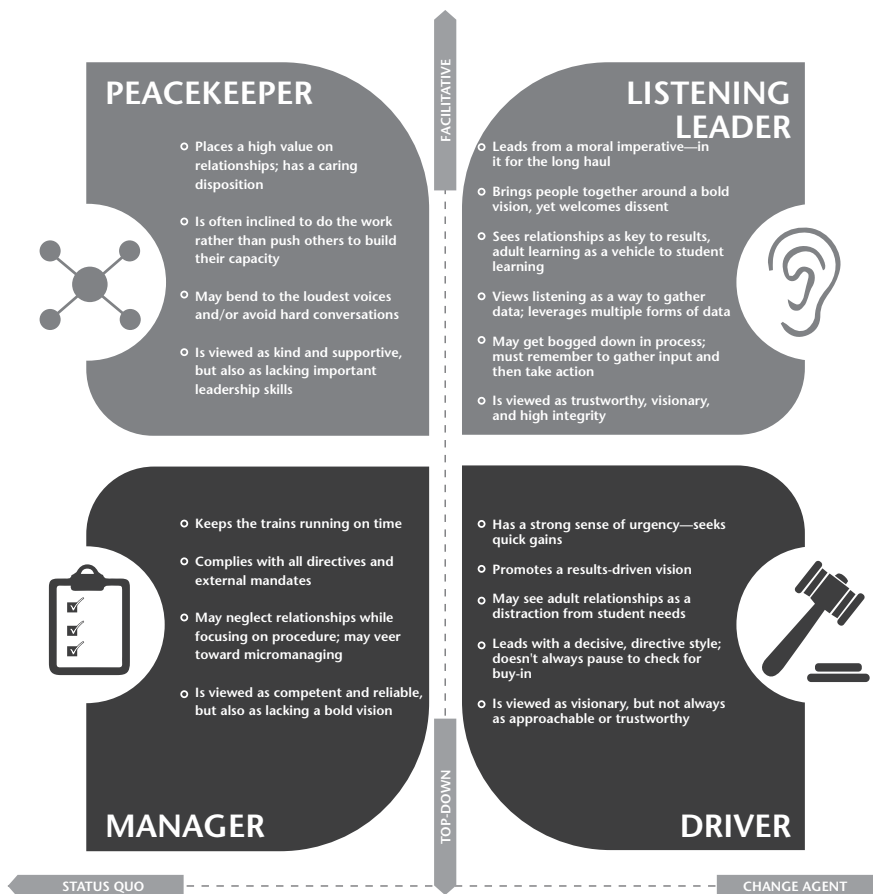 FACILITATIVE
PEACEKEEPER
Places a high value on
relationships; has a caring
disposition
Is often inclined to do the work
rather than push others to build
their capacity
May bend to the loudest voices
and/or avoid hard conversations
Is viewed as kind and supportive,
but also as lacking important
leadership skills
LISTENING
LEADER
Leads from a moral imperative—in
it for the long haul
Brings people together around a bold
vision, yet welcomes dissent
Sees relationships as key to results,
adult learning as a vehicle to student
learning
Views listening as a way to gather
data; leverages multiple forms of data
May get bogged down in process;
must remember to gather input and
then take action
Is viewed as trustworthy, visionary,
and high integrity
Keeps the trains running on time
Complies with all directives and
external mandates
May neglect relationships while
focusing on procedure; may veer
toward micromanaging
Is viewed as competent and reliable,
but also as lacking a bold vision
MANAGER
Has a strong sense of urgency—seeks
quick gains
Promotes a results-driven vision
May see adult relationships as a
distraction from student needs
Leads with a decisive, directive style;
doesn't always pause to check for
buy-in
Is viewed as visionary, but not always
as approachable or trustworthy
DRIVER
TOP-DOWN
STATUS QUO
CHANGE AGENT